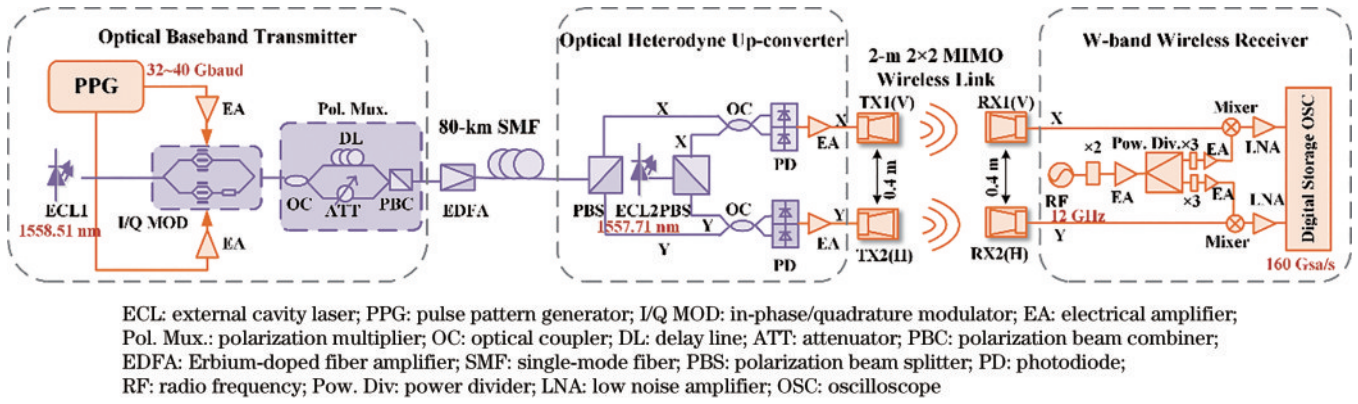 Optical Baseband Transmitter
PPG
32~40 Gbaud
EA
Pol. Mux.
DL
OC
ATT
PBC
ECL1
1558.51 nm
I/Q MOD
EA
80-km SMF
EDFA
Optical Heterodyne Up-converter
X
OC
X
X
PD
EA
PBS
ECL2
PBS
1557.71 nm
Y
OC
Y
Y
EA
PD
2-m 2×2 MIMO
Wireless Link
TX1(V)
RX1(V)
0.4 m
0.4 m
TX2(H)
RX2(H)
W-band Wireless Receiver
X
Mixer
Pow. Div.
×3
EA
LNA
×2
RF
12 GHz
EA
×3
EA
Y
Mixer
LNA
Digital Storage OSC
160 Gsa/s
ECL: external cavity laser; PPG: pulse pattern generator; I/Q MOD: in-phase/quadrature modulator; EA: electrical amplifier;
Pol. Mux.: polarization multiplier; OC: optical coupler; DL: delay line; ATT: attenuator; PBC: polarization beam combiner;
EDFA: Erbium-doped fiber amplifier; SMF: single-mode fiber; PBS: polarization beam splitter; PD: photodiode;
RF: radio frequency; Pow. Div: power divider; LNA: low noise amplifier; OSC: oscilloscope